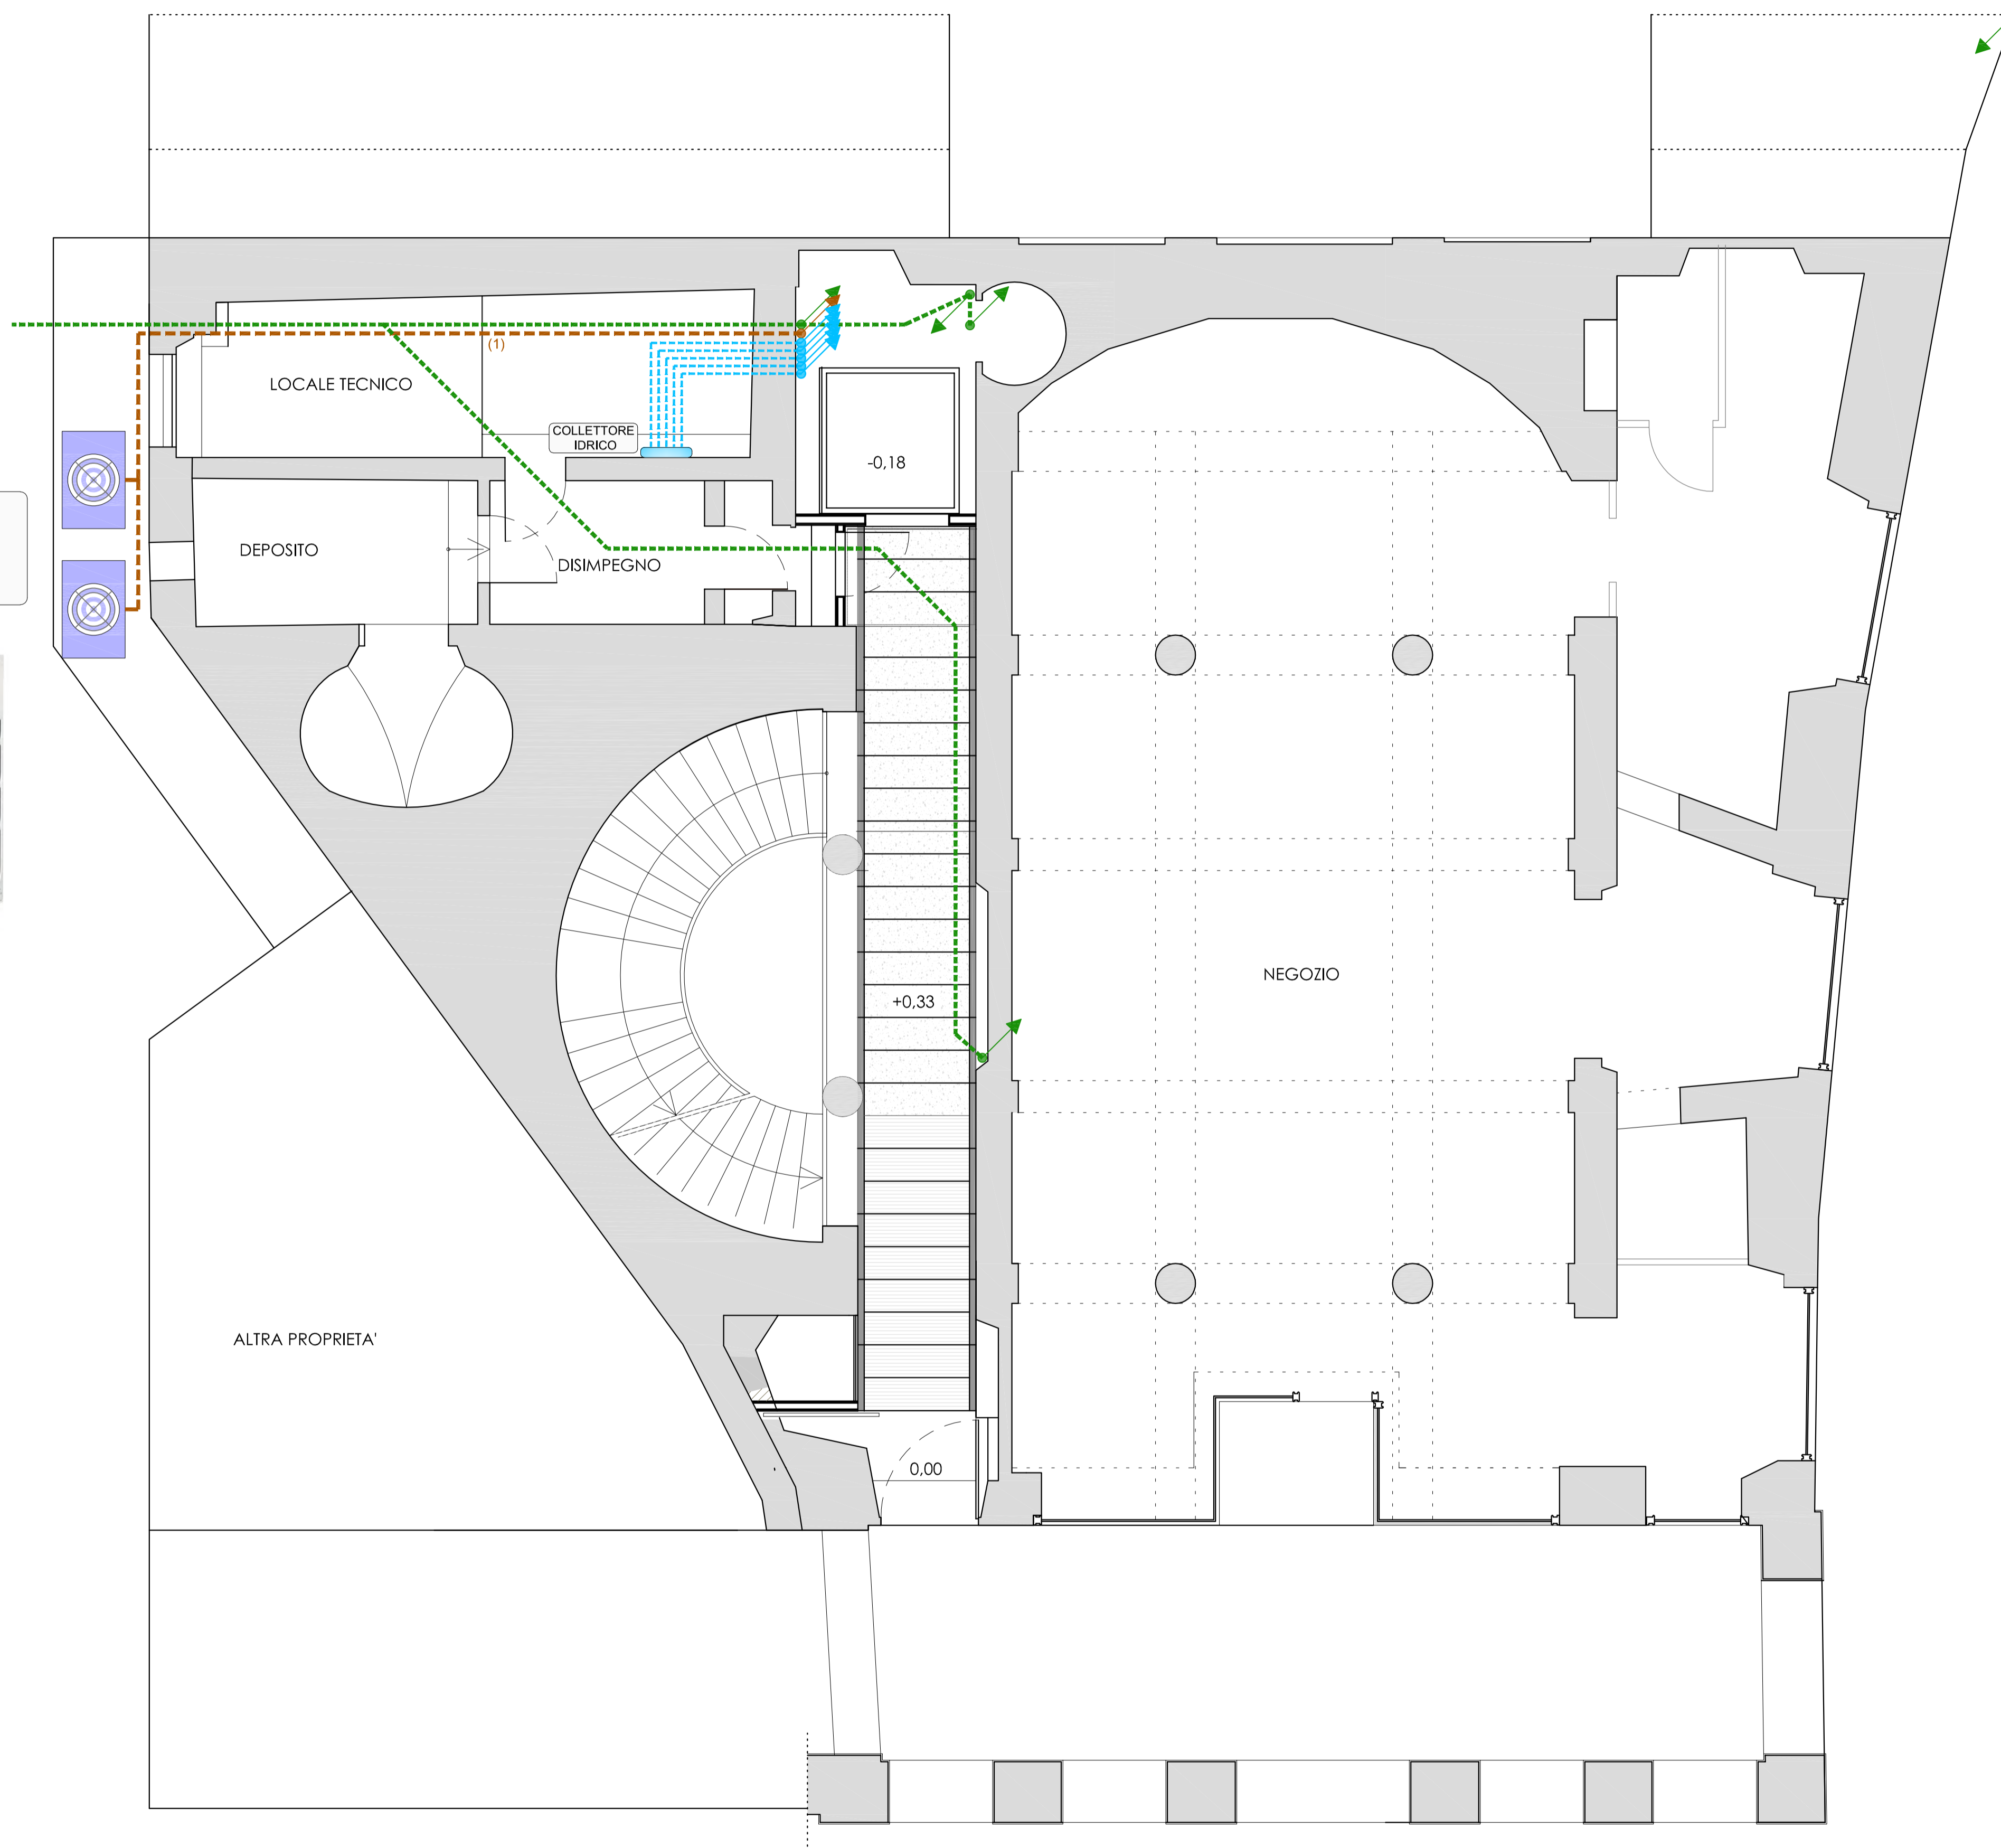 (1)
LOCALE TECNICO
COLLETTORE
IDRICO
-0,18
DEPOSITO
DISIMPEGNO
NEGOZIO
+0,33
ALTRA PROPRIETA'
0,00